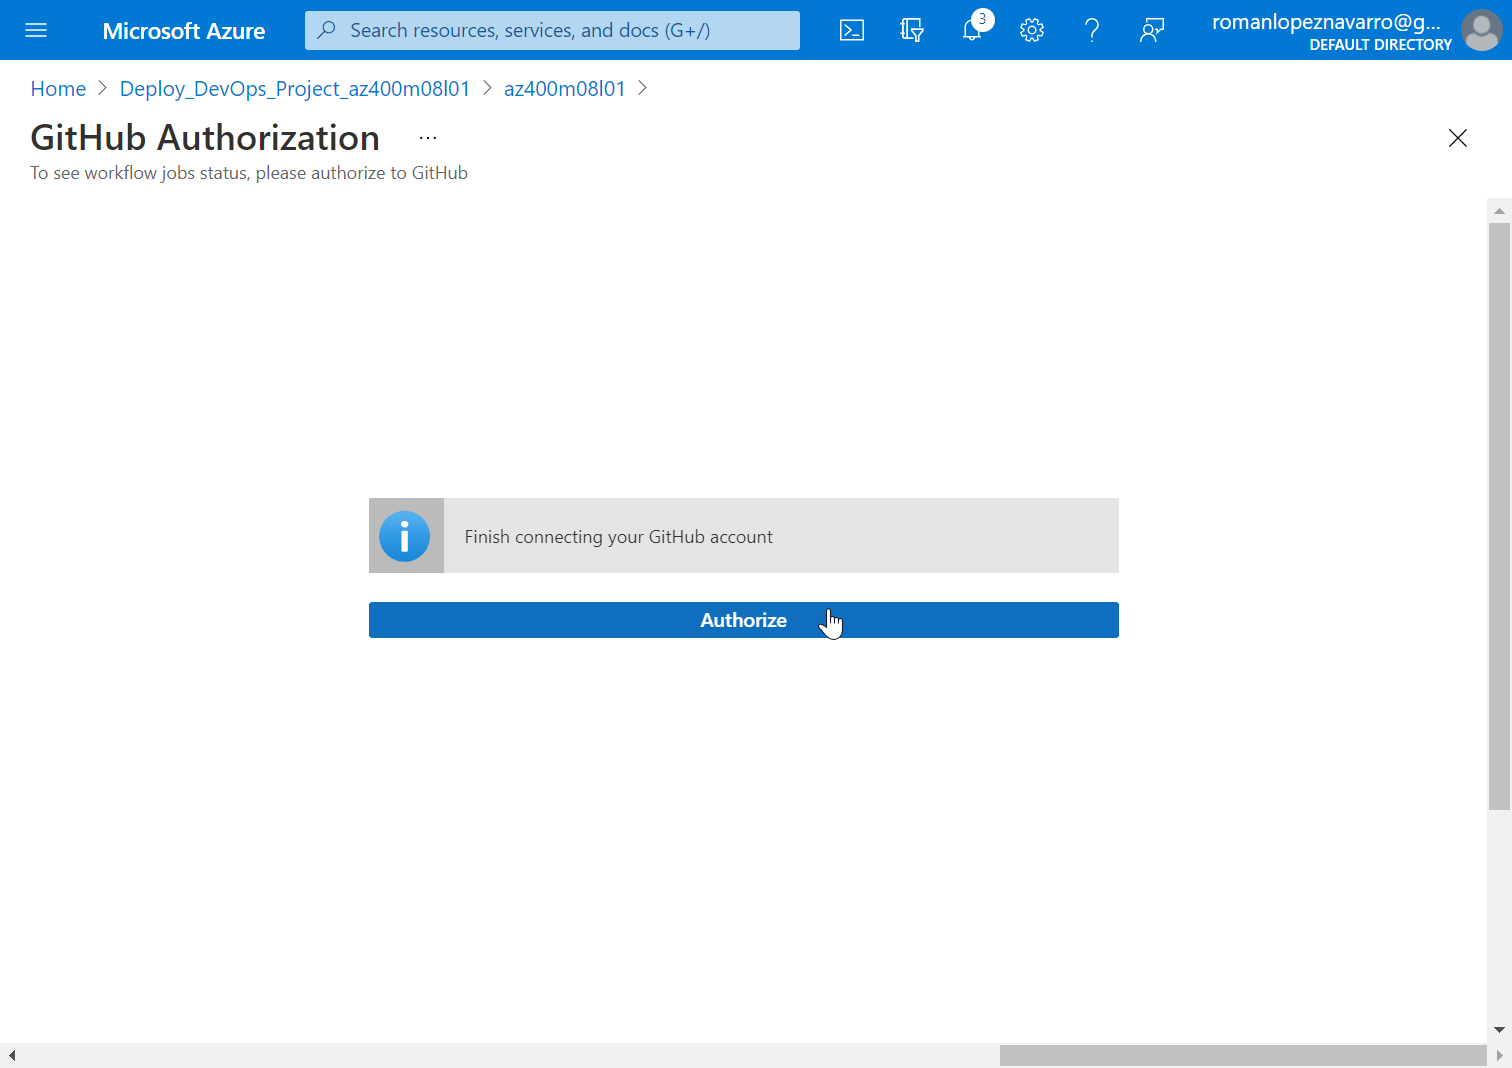 Microsoft Azure
Search resources, services, and docs (G+/)
3
romanlopeznavarro@g...
DEFAULT DIRECTORY
Home > Deploy_DevOps_Project_az400m08l01 > az400m08l01 >
GitHub Authorization ...
To see workflow jobs status, please authorize to GitHub
Finish connecting your GitHub account
Authorize